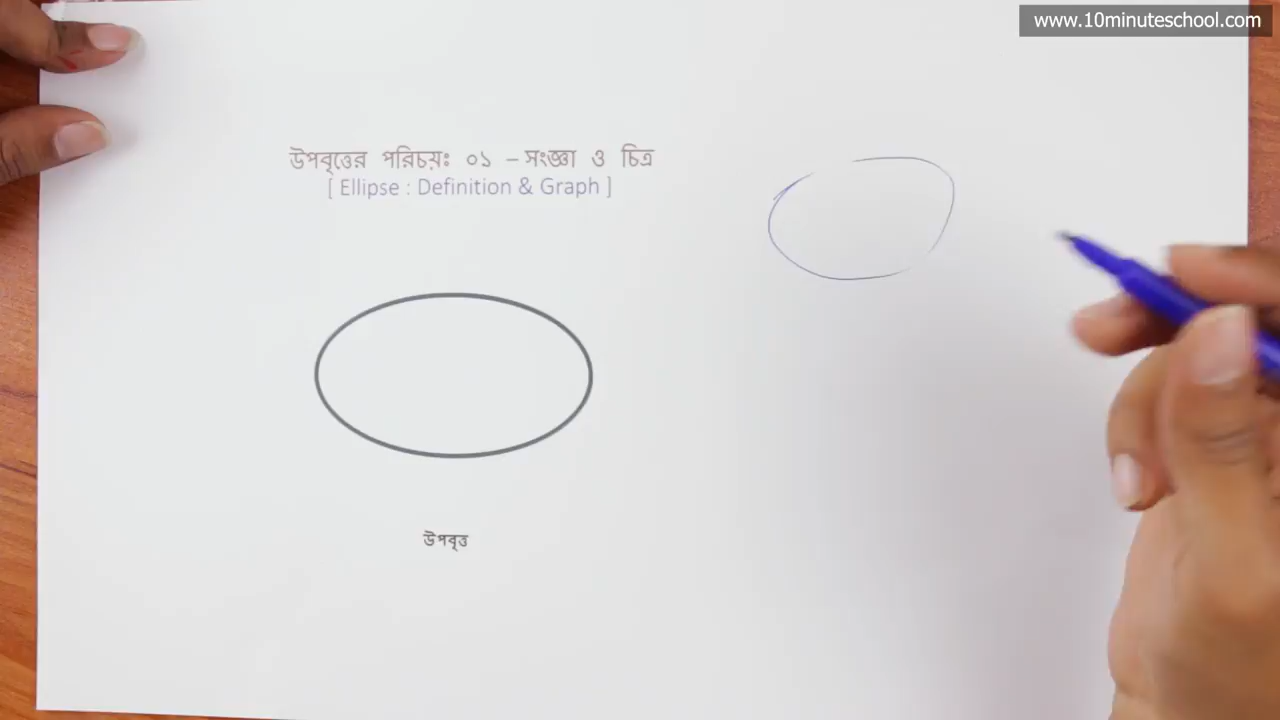 www.10minuteschool.com
উপবৃত্তের পরিচয়ঃ ০১ – সংজ্ঞা ও চিত্র
[ Ellipse : Definition & Graph ]
উপবৃত্ত